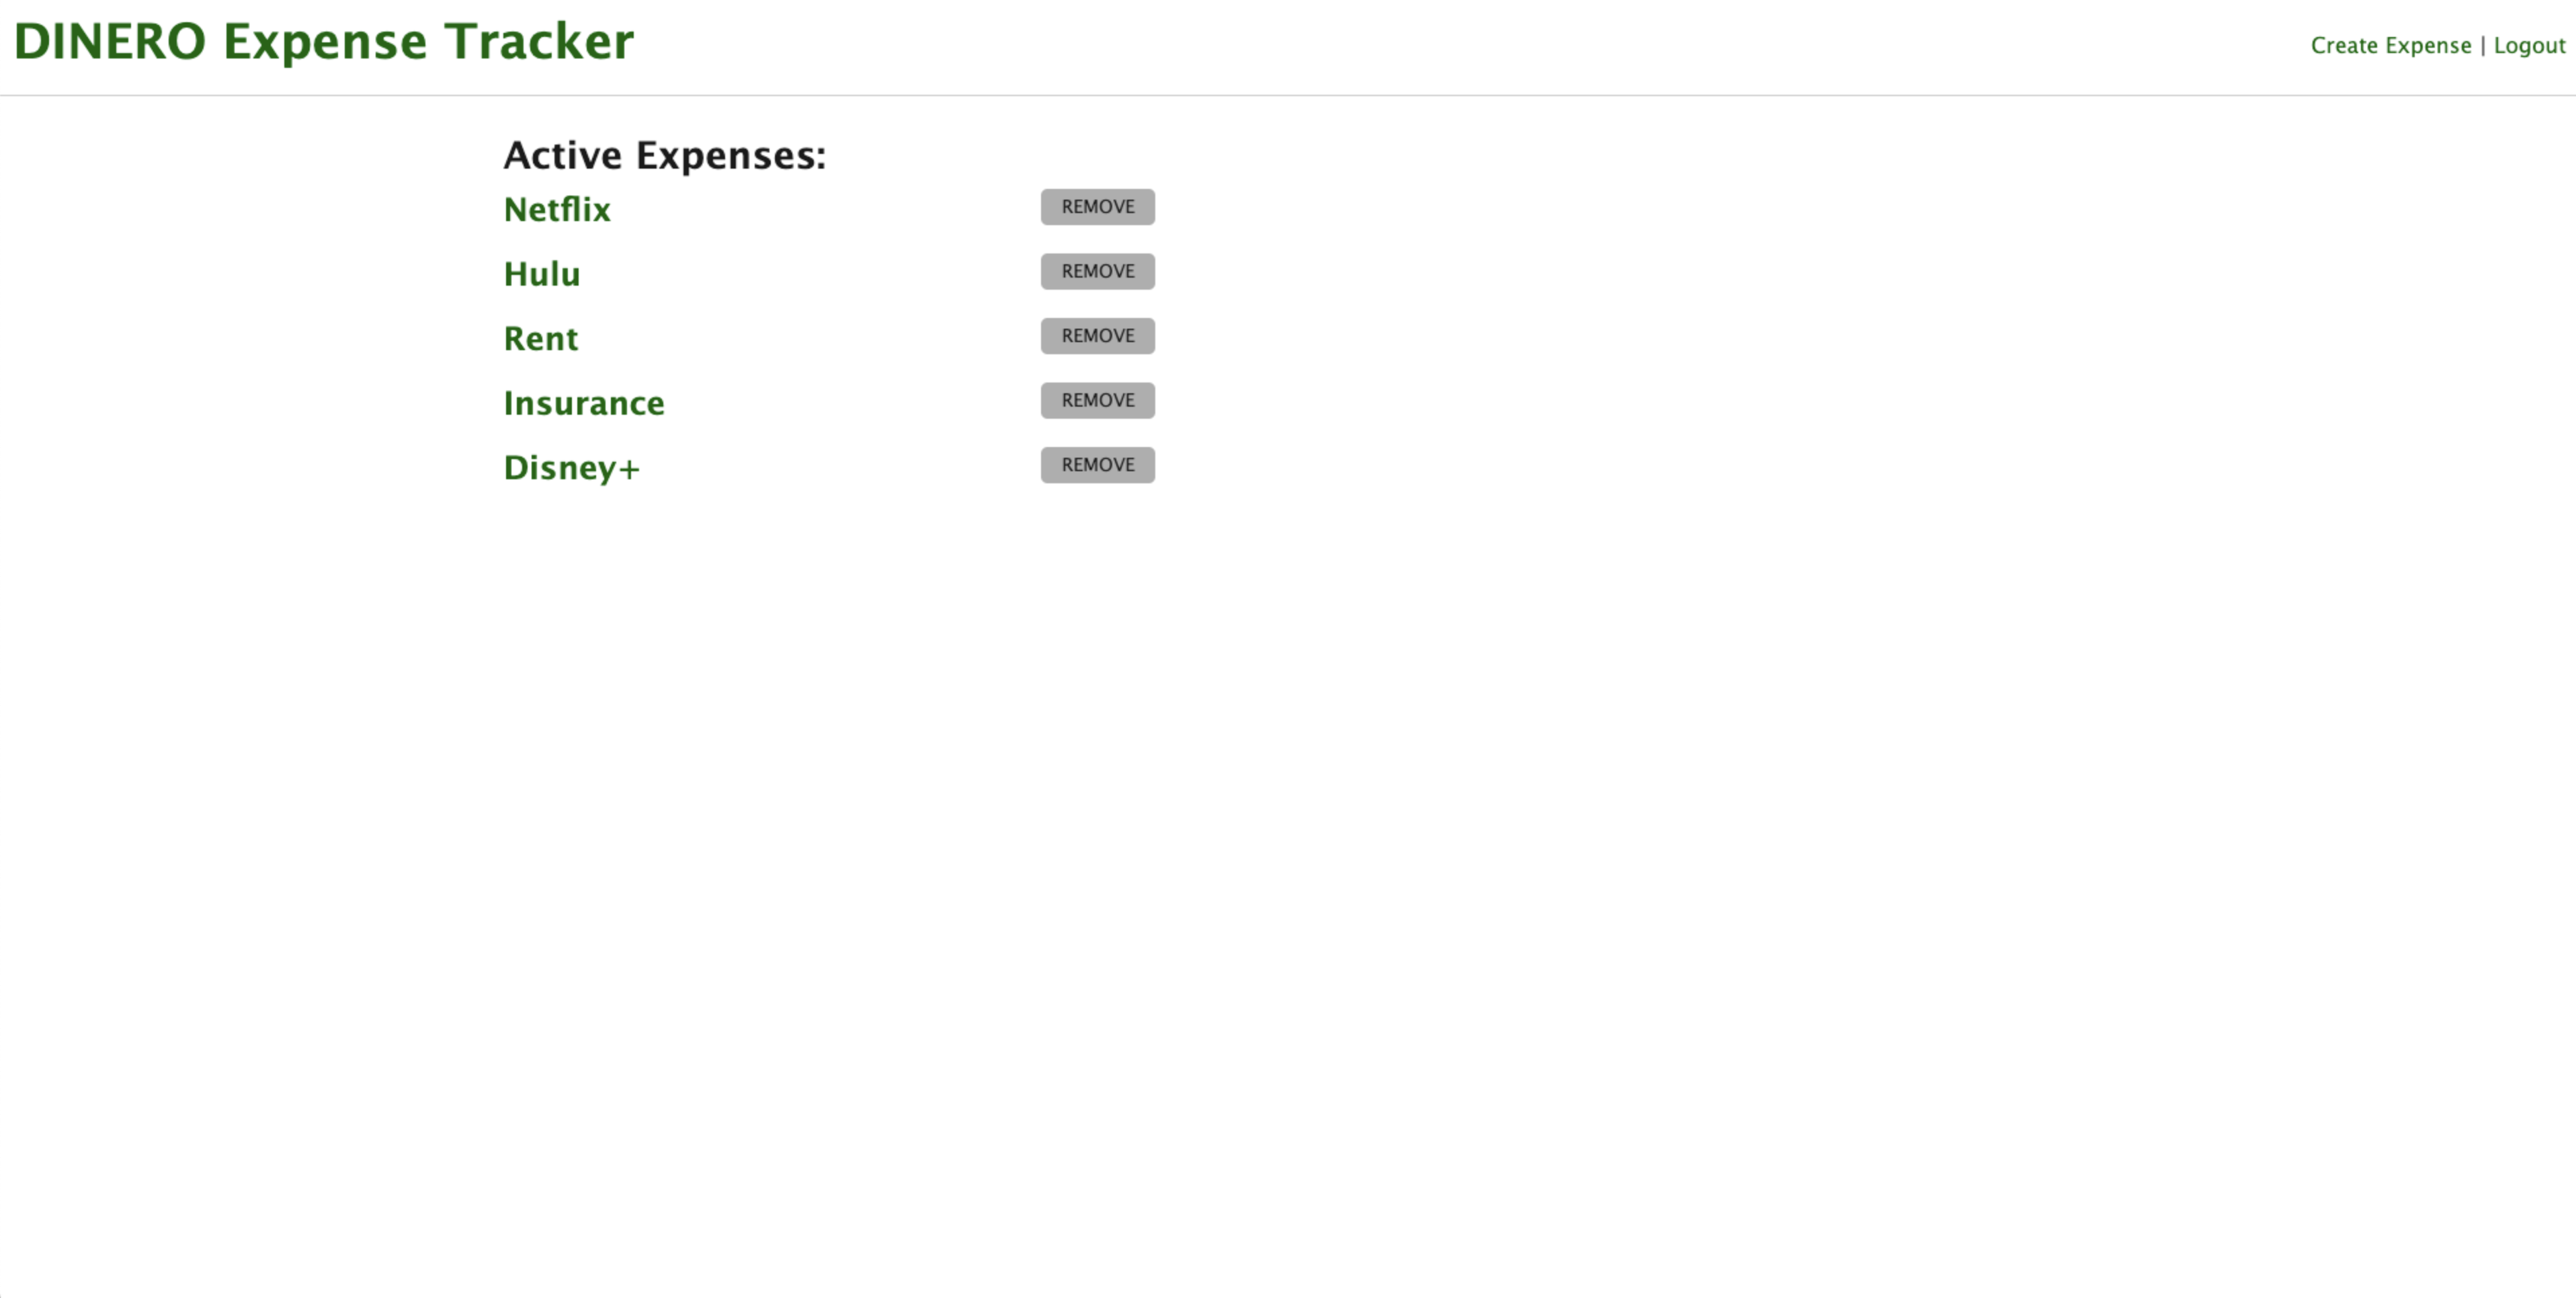 DINERO Expense Tracker
Create Expense | Logout
Active Expenses:
Netflix REMOVE
Hulu REMOVE
Rent REMOVE
Insurance REMOVE
Disney+ REMOVE